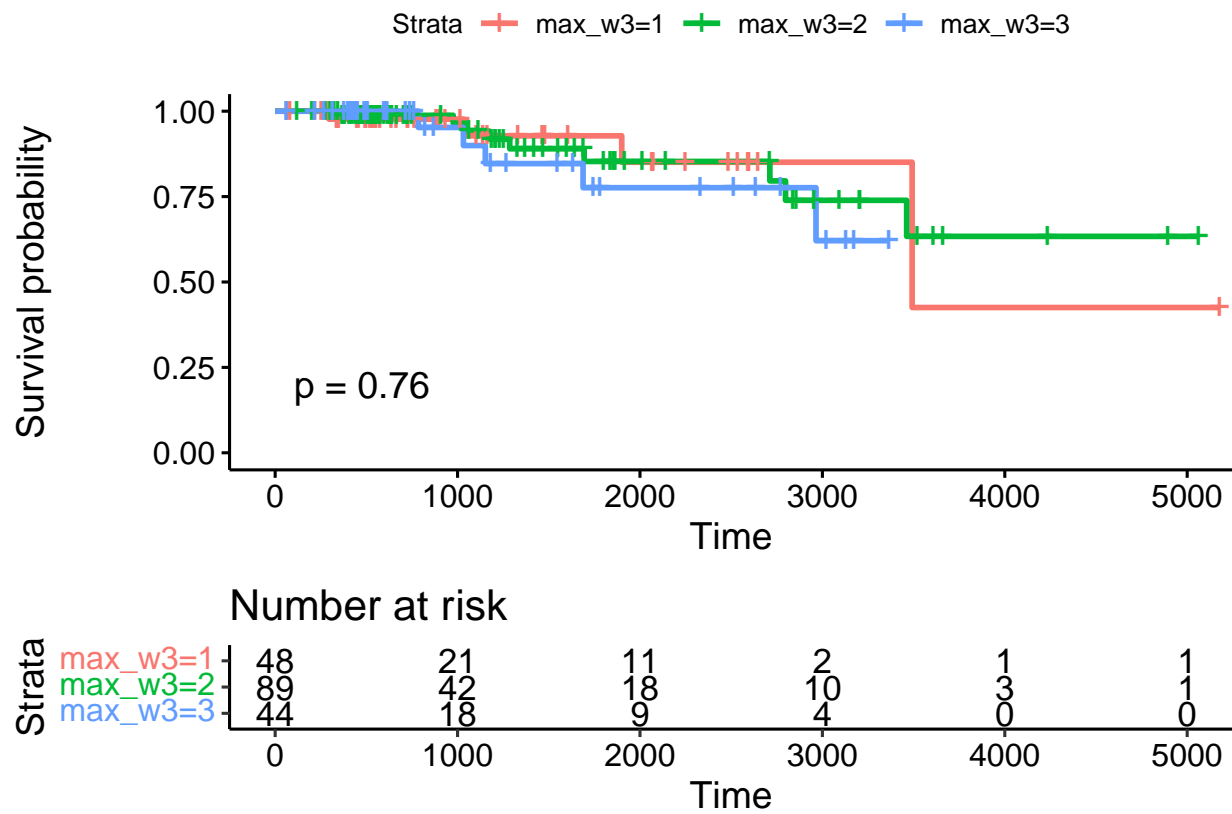 Strata max_w3=1 max_w3=2 max_w3=3
Survival probability
1.00
0.75
0.50
0.25
0.00
p = 0.76
0 1000 2000 3000 4000 5000
Time
Number at risk
Strata
max_w3=1 48 21 11 2 1 1
max_w3=2 89 42 18 10 3 1
max_w3=3 44 18 9 4 0 0
0 1000 2000 3000 4000 5000
Time